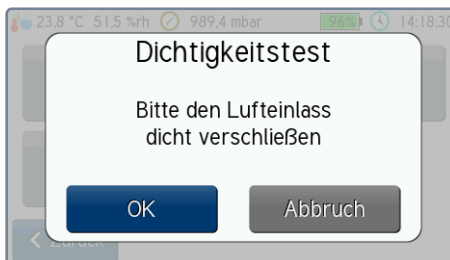 23,8 °C 51,5 %rh 989,4 mbar 96% 14:18:30
Dichtigkeitstest
Bitte den Lufteinlass
dicht verschließen
OK Abbruch
< Zurück